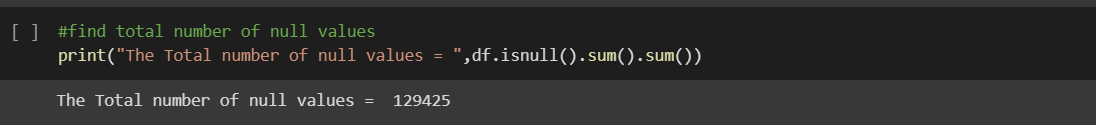 [ ] #find total number of null values
print("The Total number of null values = ",df.isnull().sum().sum())
The Total number of null values =  129425